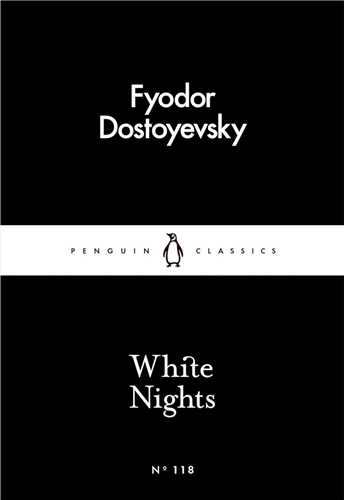 Fyodor
Dostoyevsky
PENGUIN CLASSICS
White
Nights
Nº 118